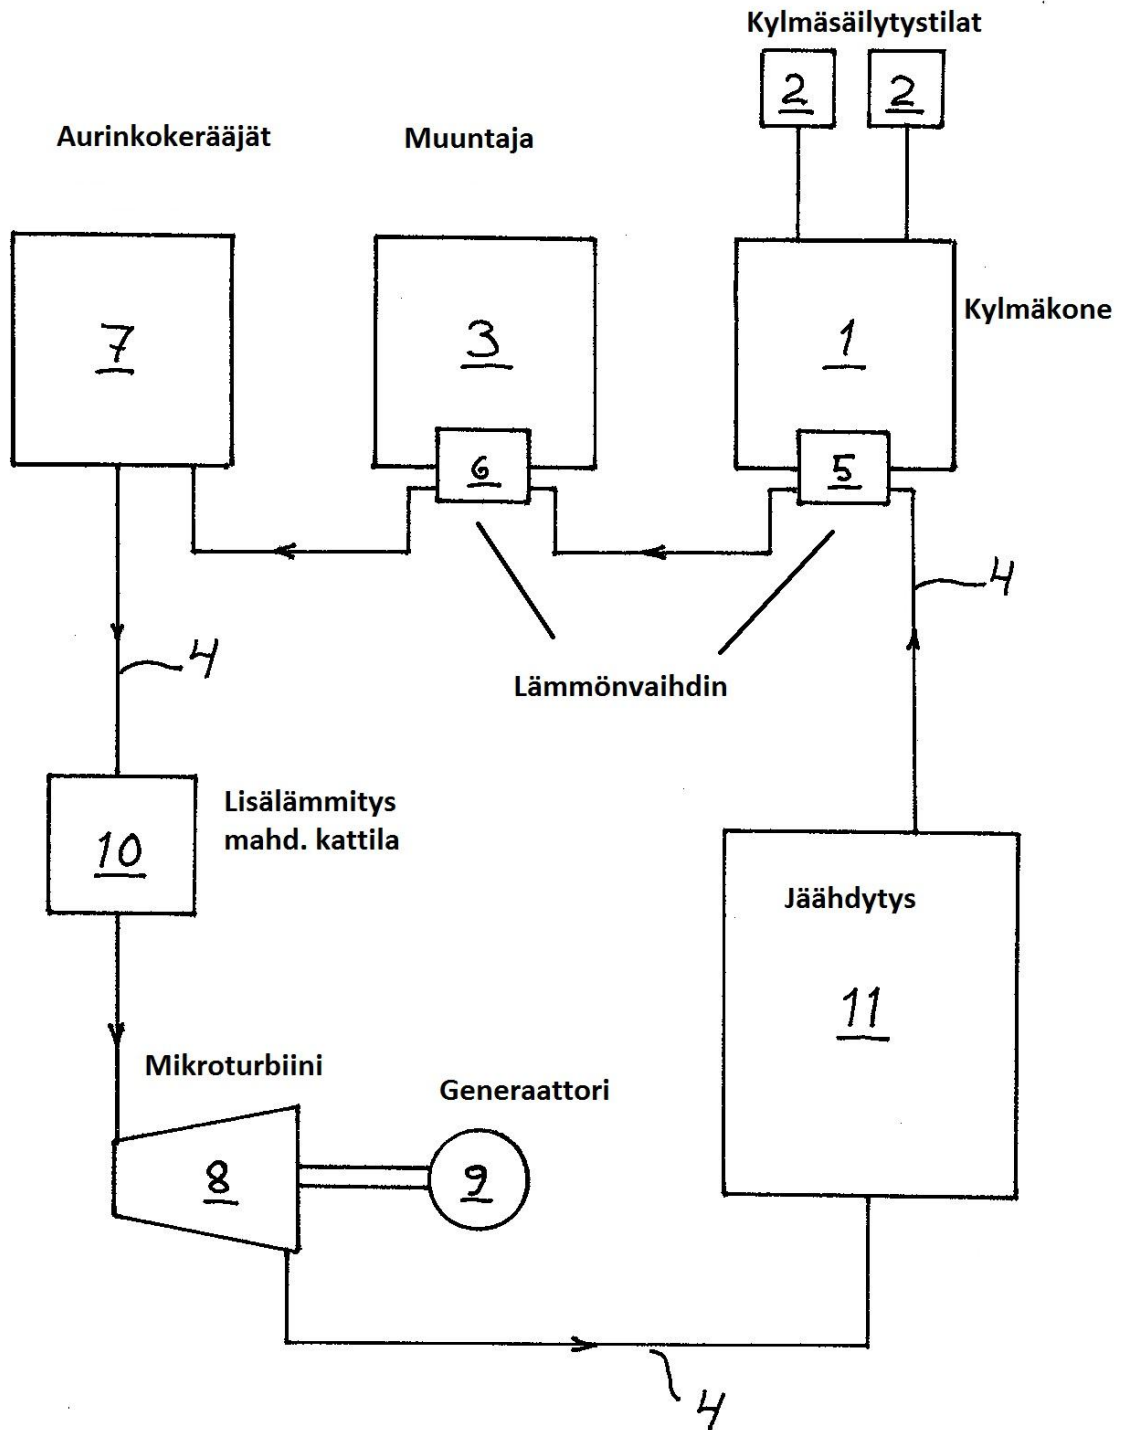 Kylmäsäilytystilat
2 2
Aurinkokerääjät
Muuntaja
7
3
1
Kylmäkone
6
5
4
4
Lämmönvaihdin
Lisälämmitys
mahd. kattila
10
Jäähdytys
11
Mikroturbiini
Generaattori
8
9
4